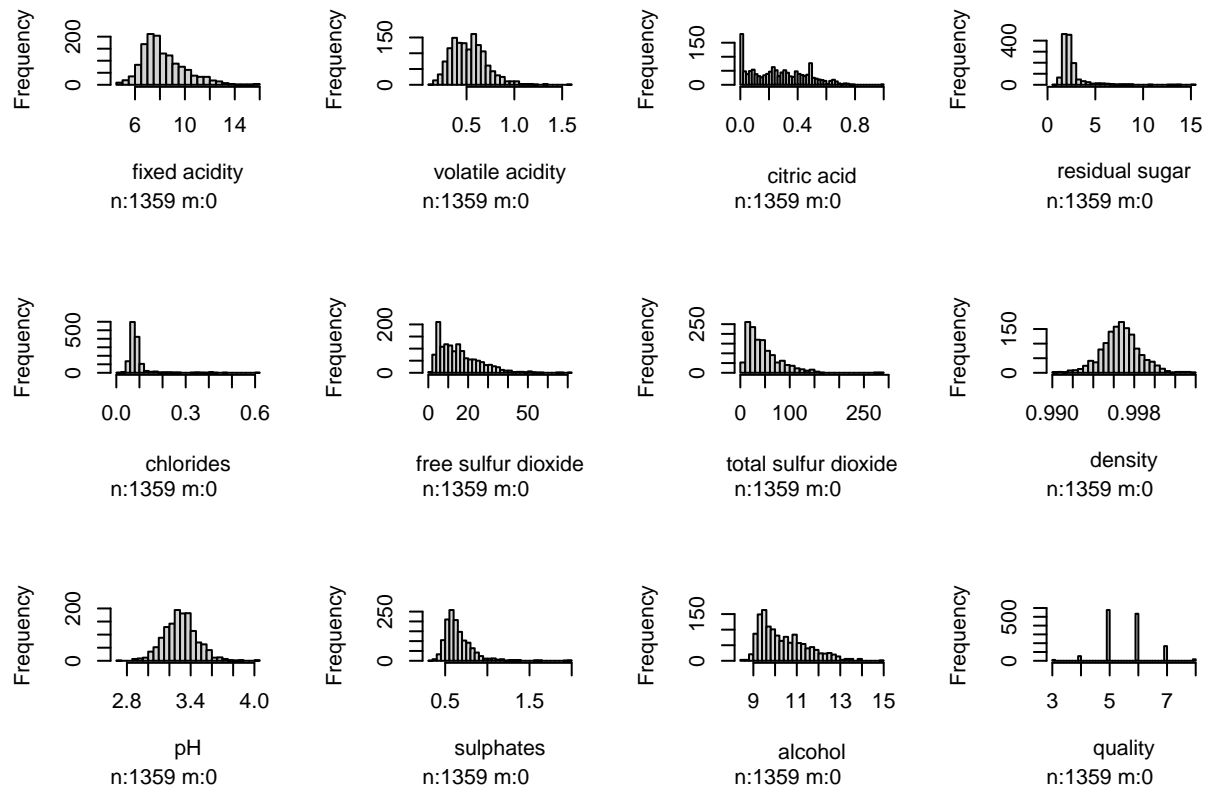 Frequency
0
200
6
10
14
fixed acidity
n:1359 m:0
Frequency
0
150
0.5
1.0
1.5
volatile acidity
n:1359 m:0
Frequency
0
150
0.0
0.4
0.8
citric acid
n:1359 m:0
Frequency
0
400
0
5
10
15
residual sugar
n:1359 m:0
Frequency
0
500
0.0
0.3
0.6
chlorides
n:1359 m:0
Frequency
0
200
0
20
50
free sulfur dioxide
n:1359 m:0
Frequency
0
250
0
100
250
total sulfur dioxide
n:1359 m:0
Frequency
0
150
0.990
0.998
density
n:1359 m:0
Frequency
0
200
2.8
3.4
4.0
pH
n:1359 m:0
Frequency
0
250
0.5
1.5
sulphates
n:1359 m:0
Frequency
0
150
9
11
13
15
alcohol
n:1359 m:0
Frequency
0
500
3
5
7
quality
n:1359 m:0